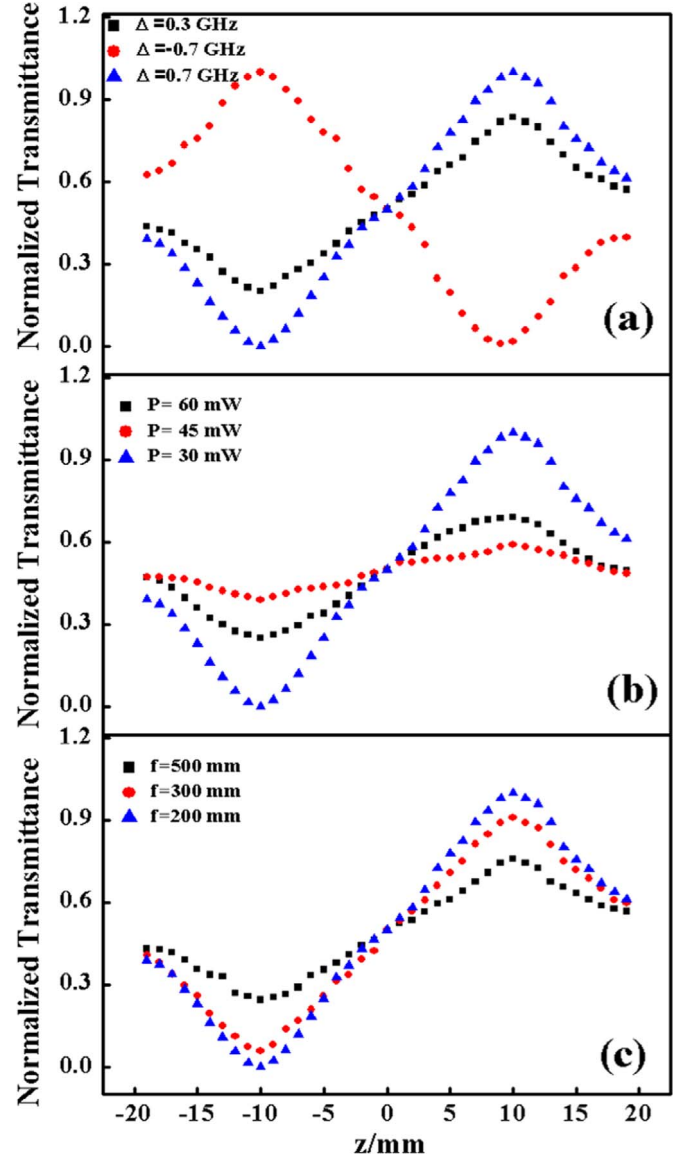 1.2
Δ=0.3 GHz
Δ=-0.7 GHz
Δ=0.7 GHz
0.9
0.6
0.3
0.0
Normalized Transmittance
(a)
1.2
P= 60 mW
P= 45 mW
P= 30 mW
0.9
0.6
0.3
0.0
Normalized Transmittance
(b)
1.2
f=500 mm
f=300 mm
f=200 mm
0.9
0.6
0.3
0.0
Normalized Transmittance
(c)
-20 -15 -10 -5 0 5 10 15 20
z/mm